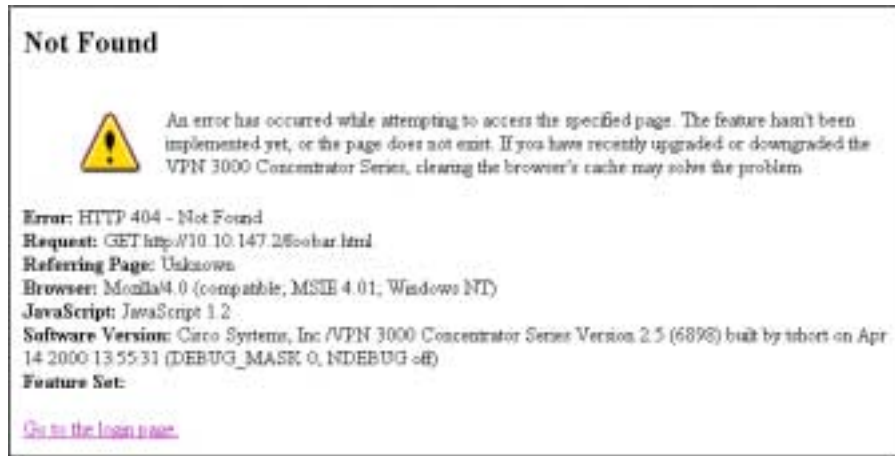 Not Found
An error has occurred while attempting to access the specified page. The feature hasn't been
implemented yet, or the page does not exist. If you have recently upgraded or downgraded the
VPN 3000 Concentrator Series, clearing the browser's cache may solve the problem
Error: HTTP 404 - Not Found
Request: GET http://10.10.147.2/foobar.html
Referring Page: Unknown
Browser: Mozilla/4.0 (compatible; MSIE 4.01; Windows NT)
JavaScript: JavaScript 1.2
Software Version: Cisco Systems, Inc./VPN 3000 Concentrator Series Version 2.5 (6898) built by tshort on Apr
14 2000 13:55:31 (DEBUG_MASK 0, NDEBUG off)
Feature Set:
Go to the login page.